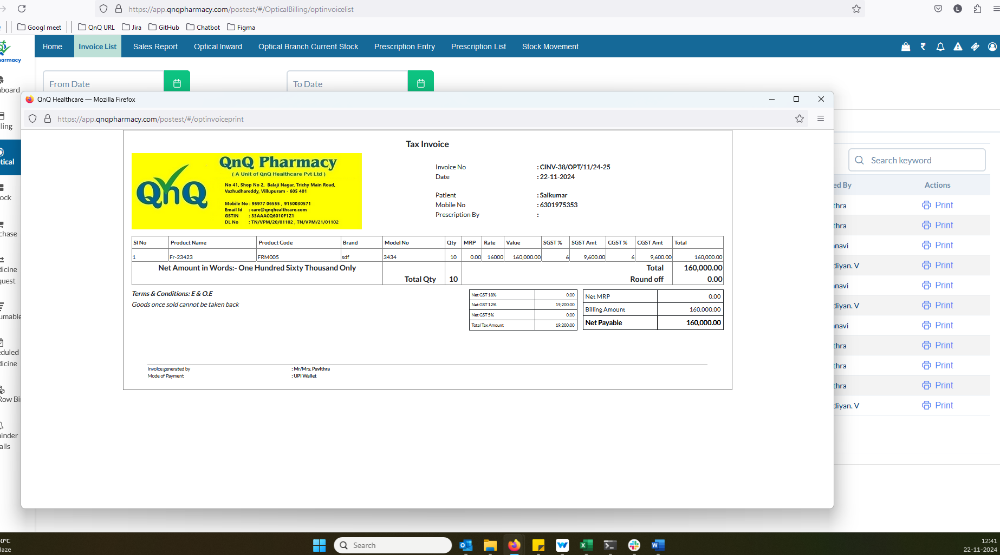 https://app.qnqpharmacy.com/postest/#/OpticalBilling/optinvoicelist
L
Googl meet
QnQ URL
Jira
GitHub
Chatbot
Figma
Home
Invoice List
Sales Report
Optical Inward
Optical Branch Current Stock
Prescription Entry
Prescription List
Stock Movement
armacy
board
lling
tical
ock
chase
dicine
quest
umable
eduled
dicine
Row Bi
inder
alls
From Date
To Date
QnQ Healthcare — Mozilla Firefox
https://app.qnqpharmacy.com/postest/#/optinvoiceprint
Tax Invoice
QnQ
QnQ Pharmacy
( A Unit of QnQ Healthcare Pvt Ltd )
No 41, Shop No 2, Balaji Nagar, Trichy Main Road,
Vazhudhareddy, Villupuram - 605 401
Mobile No : 95977 06555 , 9150030571
Email Id : care@qnqhealthcare.com
GSTIN : 33AAACQ6010F1Z1
DL No : TN/VPM/20/01102 , TN/VPM/21/01102
Invoice No : CINV-38/OPT/11/24-25
Date : 22-11-2024
Patient : Saikumar
Mobile No : 6301975353
Prescription By :
Sl No Product Name Product Code Brand Model No Qty MRP Rate Value SGST % SGST Amt CGST % CGST Amt Total
1 Fr-23423 FRM005 sdf 3434 10 0.00 16000 160,000.00 6 9,600.00 6 9,600.00 160,000.00
Net Amount in Words:- One Hundred Sixty Thousand Only Total 160,000.00
Total Qty 10 Round off 0.00
Terms & Conditions: E & O.E
Goods once sold cannot be taken back
Net GST 18% 0.00
Net GST 12% 19,200.00
Net GST 5% 0.00
Total Tax Amount 19,200.00
Net MRP 0.00
Billing Amount 160,000.00
Net Payable 160,000.00
Invoice generated by : Mr/Mrs. Pavithra
Mode of Payment : UPI Wallet
Search keyword
ed By Actions
thra Print
thra Print
navi Print
diyan. V Print
navi Print
diyan. V Print
navi Print
thra Print
thra Print
thra Print
diyan. V Print
0°C
laze
Search
12:41
22-11-2024